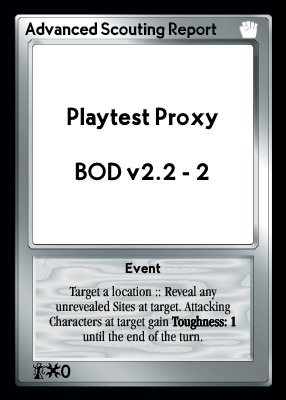 Advanced Scouting Report
Playtest Proxy
BOD v2.2 - 2
Event
Target a location :: Reveal any
unrevealed Sites at target. Attacking
Characters at target gain Toughness: 1
until the end of the turn.
0